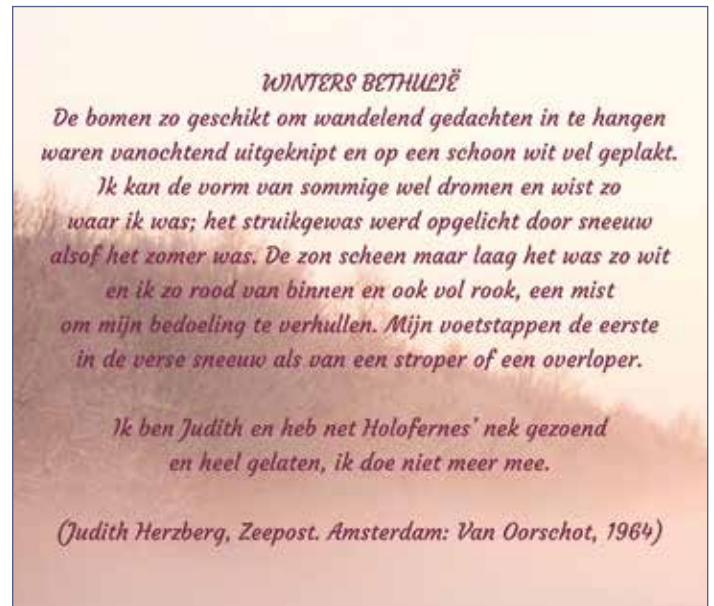 WINTERS BETHULIË
De bomen zo geschikt om wandelend gedachten in te hangen
waren vanochtend uitgeknipt en op een schoon wit vel geplakt.
Ik kan de vorm van sommige wel dromen en wist zo
waar ik was; het struikgewas werd opgelicht door sneeuw
alsof het zomer was. De zon scheen maar laag het was zo wit
en ik zo rood van binnen en ook vol rook, een mist
om mijn bedoeling te verhullen. Mijn voetstappen de eerste
in de verse sneeuw als van een stroper of een overloper.
Ik ben Judith en heb net Holofernes’ nek gezoend
en heel gelaten, ik doe niet meer mee.
(Judith Herzberg, Zeepost. Amsterdam: Van Oorschot, 1964)